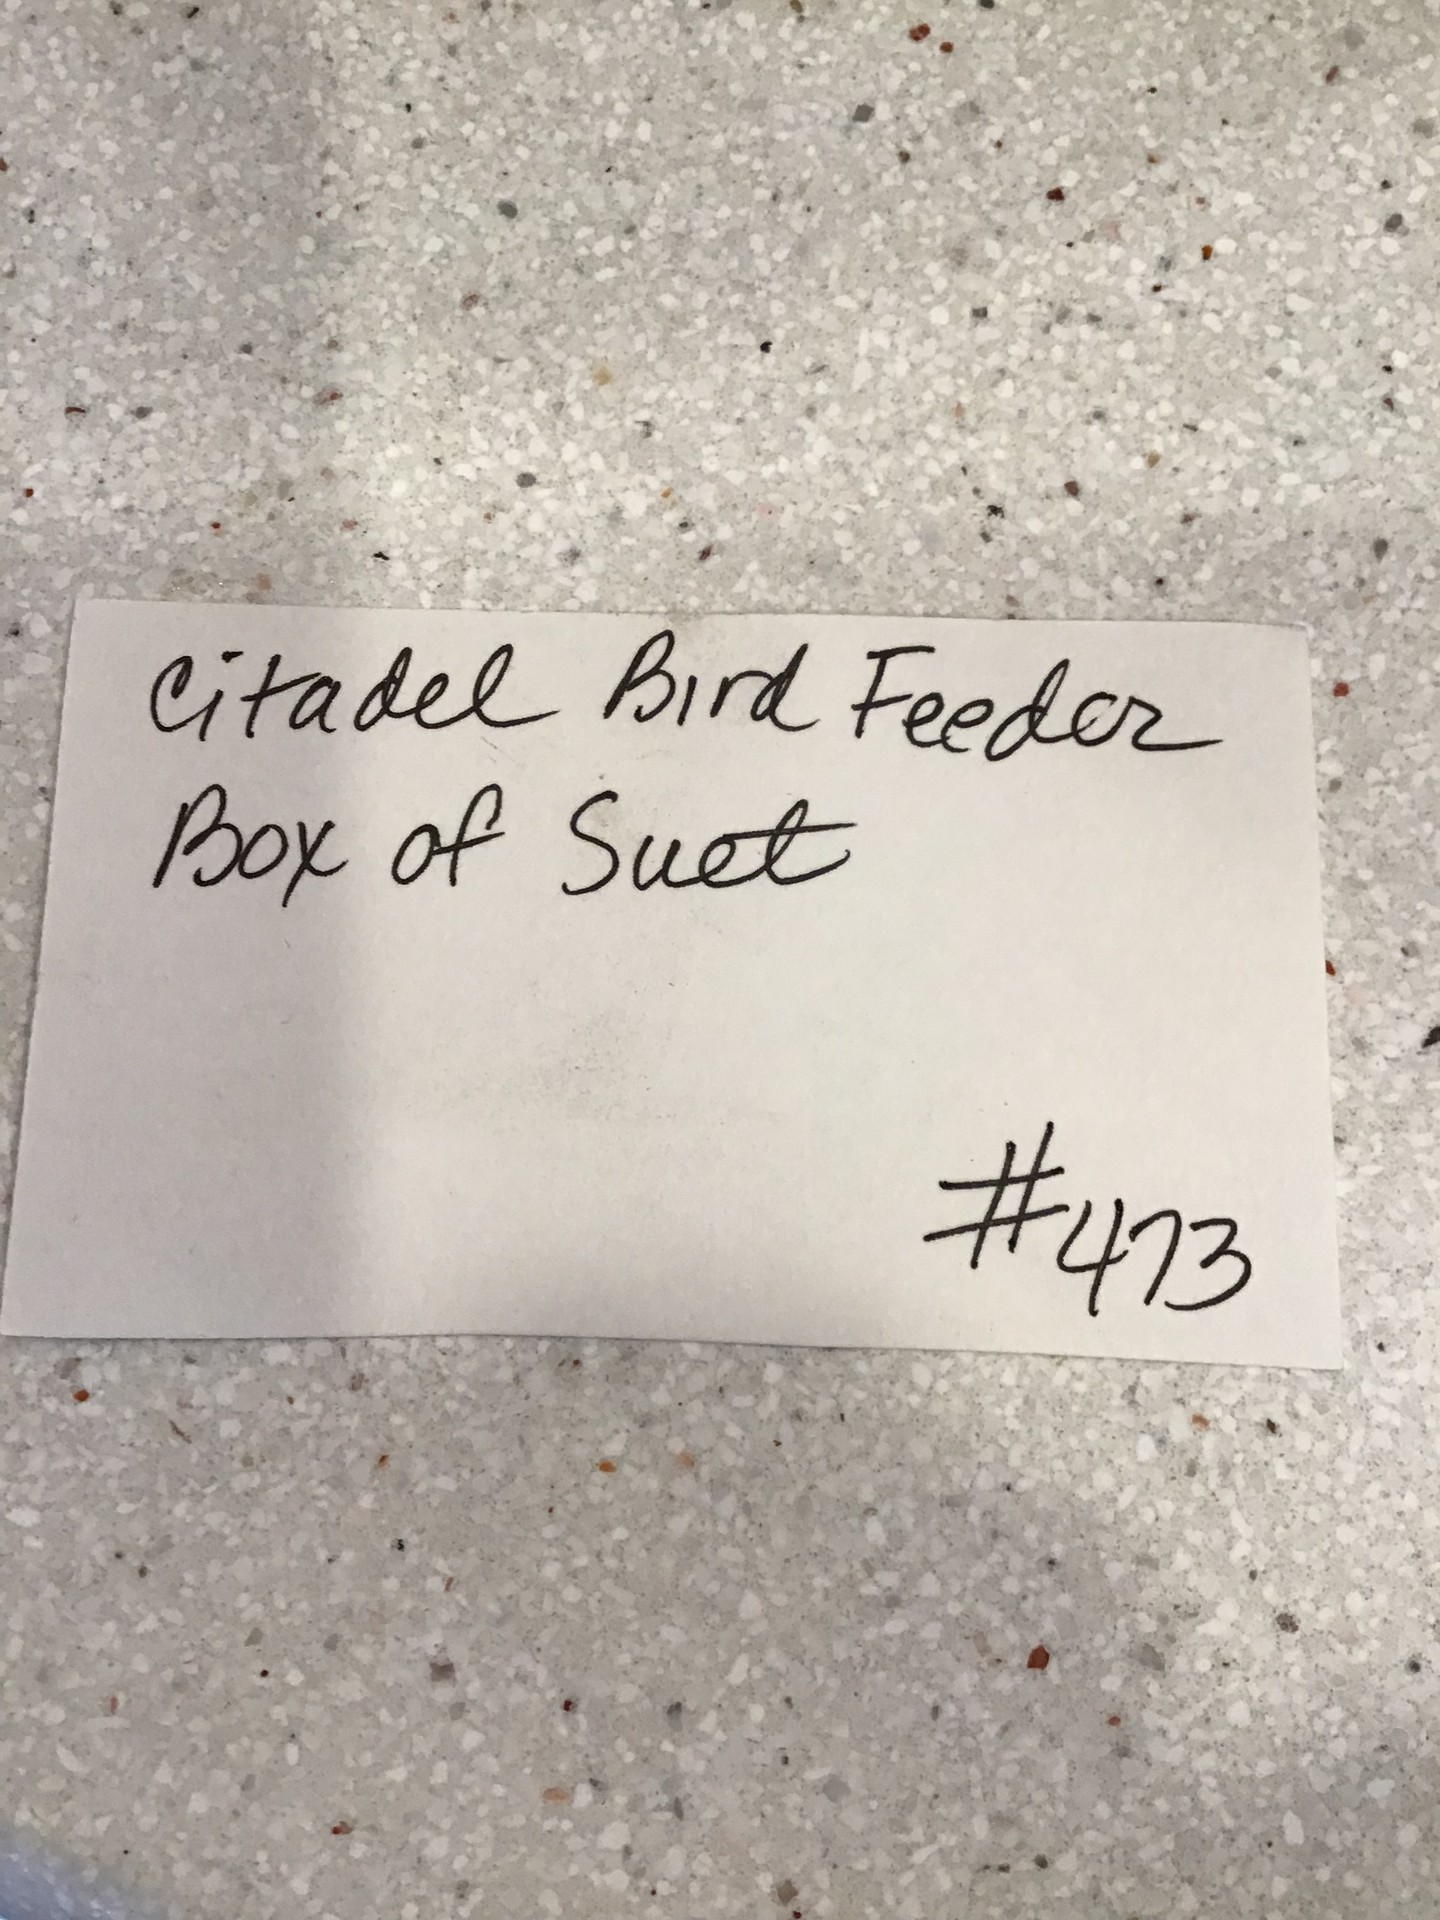 Citadel Bird Feeder
Box of Suet
#473